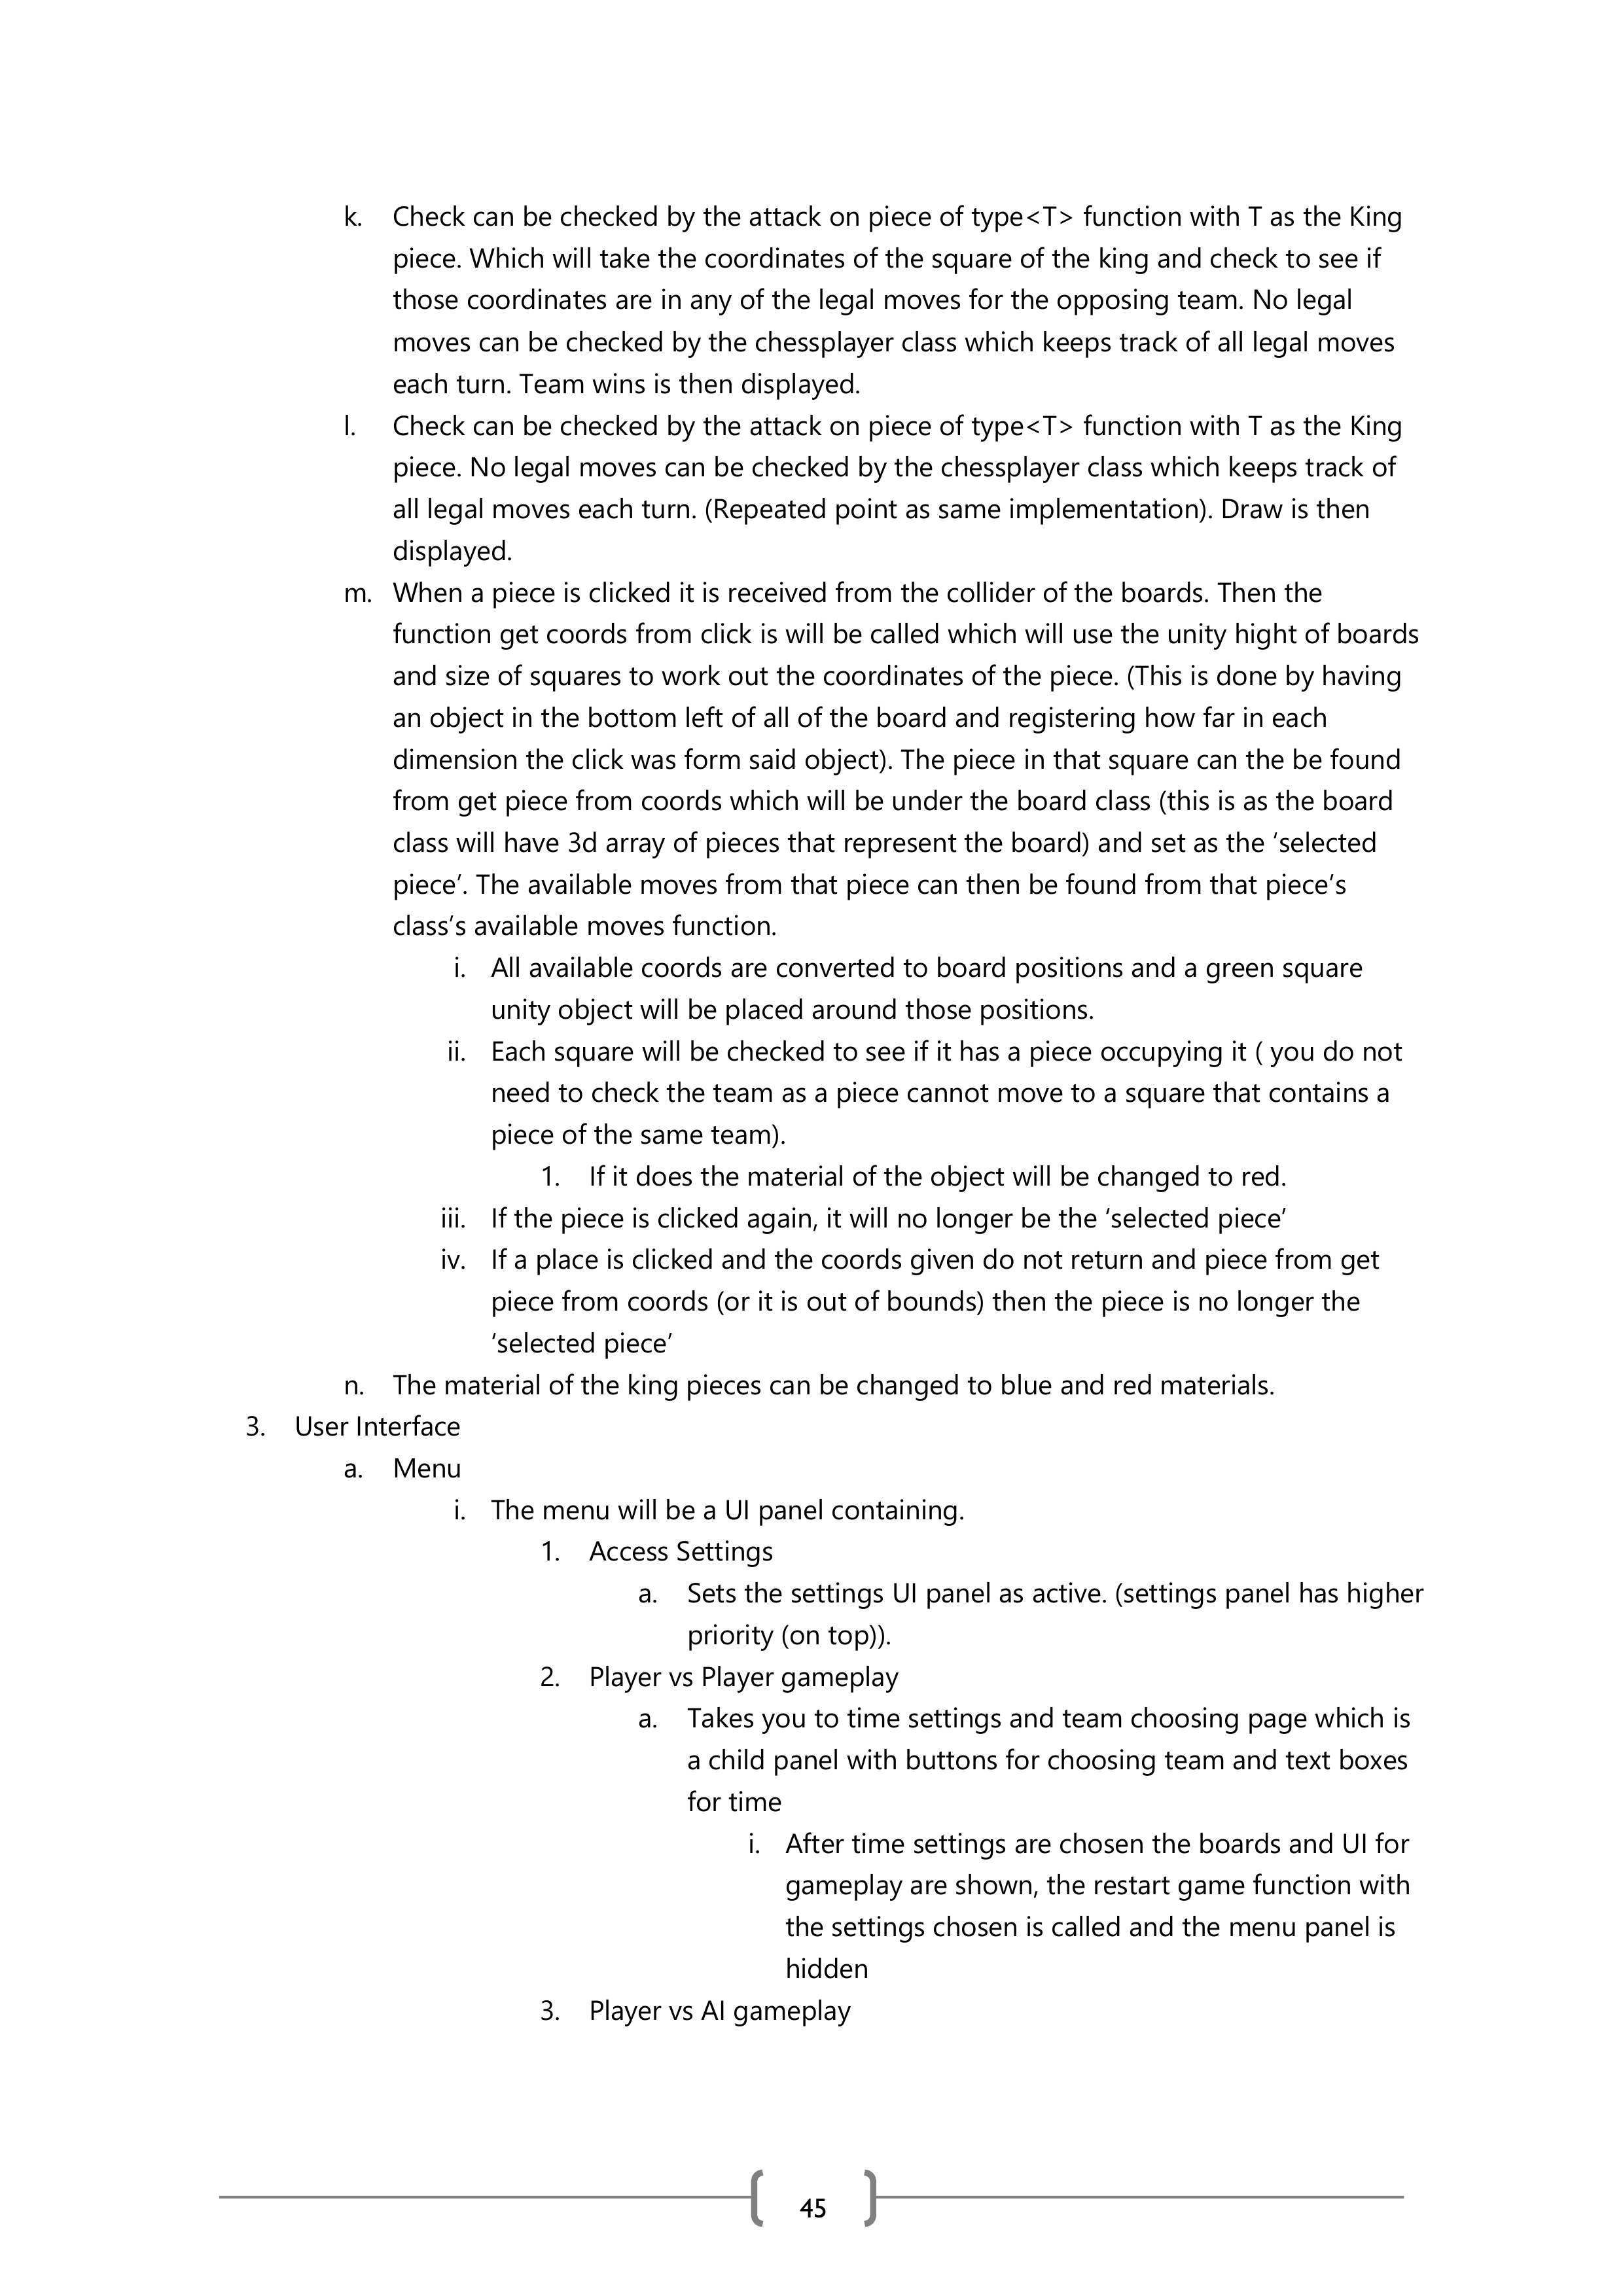 k. Check can be checked by the attack on piece of type<T> function with T as the King
piece. Which will take the coordinates of the square of the king and check to see if
those coordinates are in any of the legal moves for the opposing team. No legal
moves can be checked by the chessplayer class which keeps track of all legal moves
each turn. Team wins is then displayed.
l. Check can be checked by the attack on piece of type<T> function with T as the King
piece. No legal moves can be checked by the chessplayer class which keeps track of
all legal moves each turn. (Repeated point as same implementation). Draw is then
displayed.
m. When a piece is clicked it is received from the collider of the boards. Then the
function get coords from click is will be called which will use the unity hight of boards
and size of squares to work out the coordinates of the piece. (This is done by having
an object in the bottom left of all of the board and registering how far in each
dimension the click was form said object). The piece in that square can the be found
from get piece from coords which will be under the board class (this is as the board
class will have 3d array of pieces that represent the board) and set as the ‘selected
piece’. The available moves from that piece can then be found from that piece’s
class’s available moves function.
i. All available coords are converted to board positions and a green square
unity object will be placed around those positions.
ii. Each square will be checked to see if it has a piece occupying it ( you do not
need to check the team as a piece cannot move to a square that contains a
piece of the same team).
1. If it does the material of the object will be changed to red.
iii. If the piece is clicked again, it will no longer be the ‘selected piece’
iv. If a place is clicked and the coords given do not return and piece from get
piece from coords (or it is out of bounds) then the piece is no longer the
‘selected piece’
n. The material of the king pieces can be changed to blue and red materials.
3. User Interface
a. Menu
i. The menu will be a UI panel containing.
1. Access Settings
a. Sets the settings UI panel as active. (settings panel has higher
priority (on top)).
2. Player vs Player gameplay
a. Takes you to time settings and team choosing page which is
a child panel with buttons for choosing team and text boxes
for time
i. After time settings are chosen the boards and UI for
gameplay are shown, the restart game function with
the settings chosen is called and the menu panel is
hidden
3. Player vs AI gameplay
45